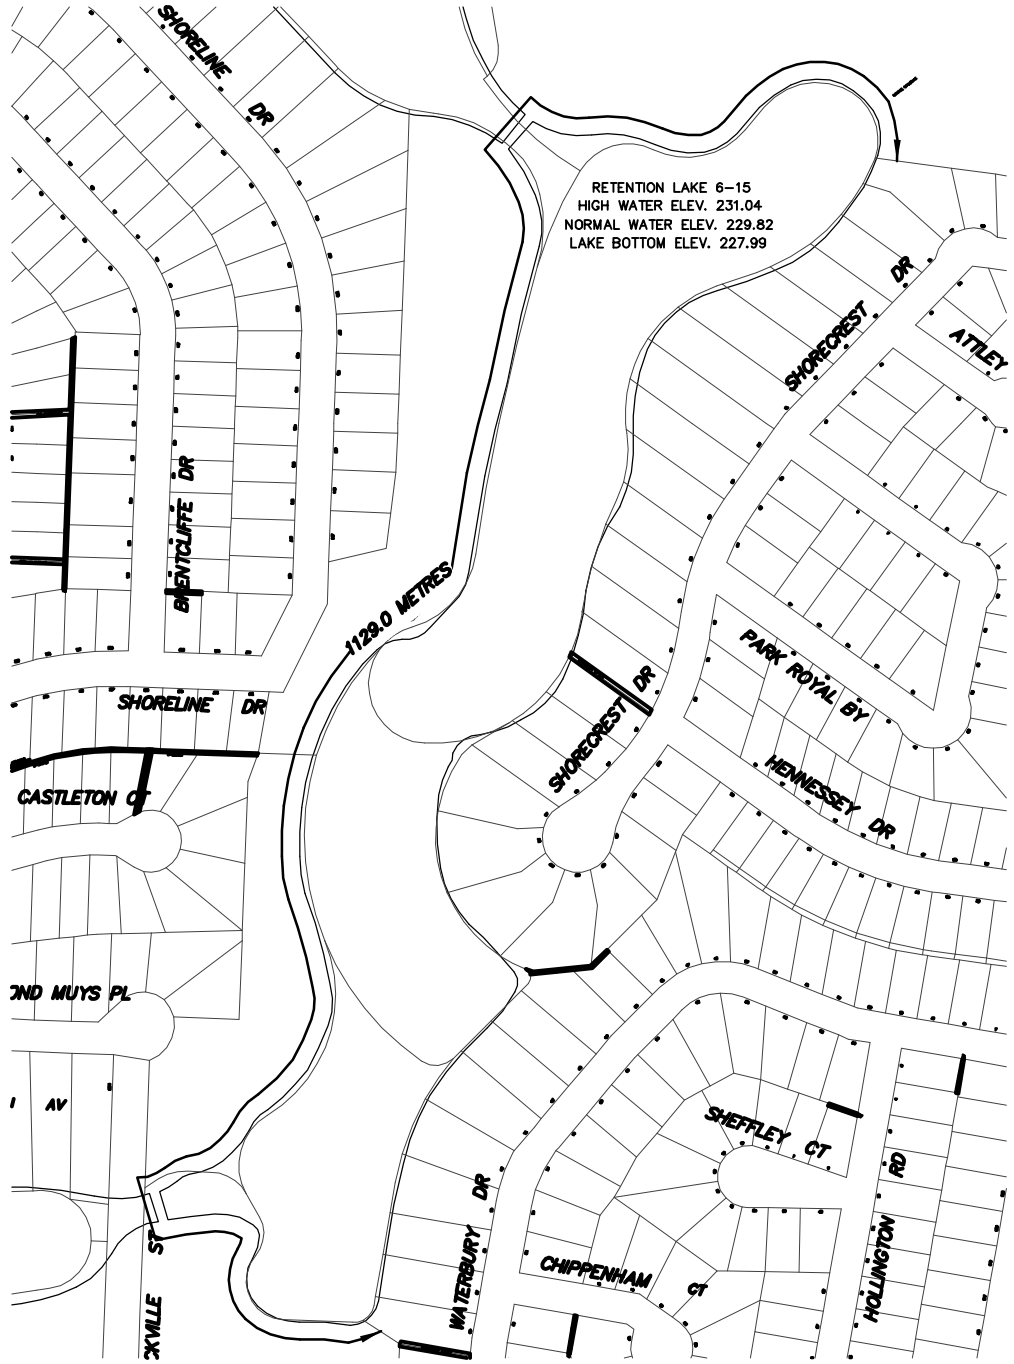 SHORELINE DR
RETENTION LAKE 6-15
HIGH WATER ELEV. 231.04
NORMAL WATER ELEV. 229.82
LAKE BOTTOM ELEV. 227.99
SHORECREST DR
ATTLEY
BRENTCLIFFE DR
1129.0 METRES
PARK ROYAL BY
SHORELINE DR
SHORECREST DR
HENNESSEY DR
CASTLETON CT
OND MUYS PL
AV
SHEFFLEY CT
WATERBURY DR
HOLLINGTON RD
CHIPPENHAM CT
CKVILLE ST